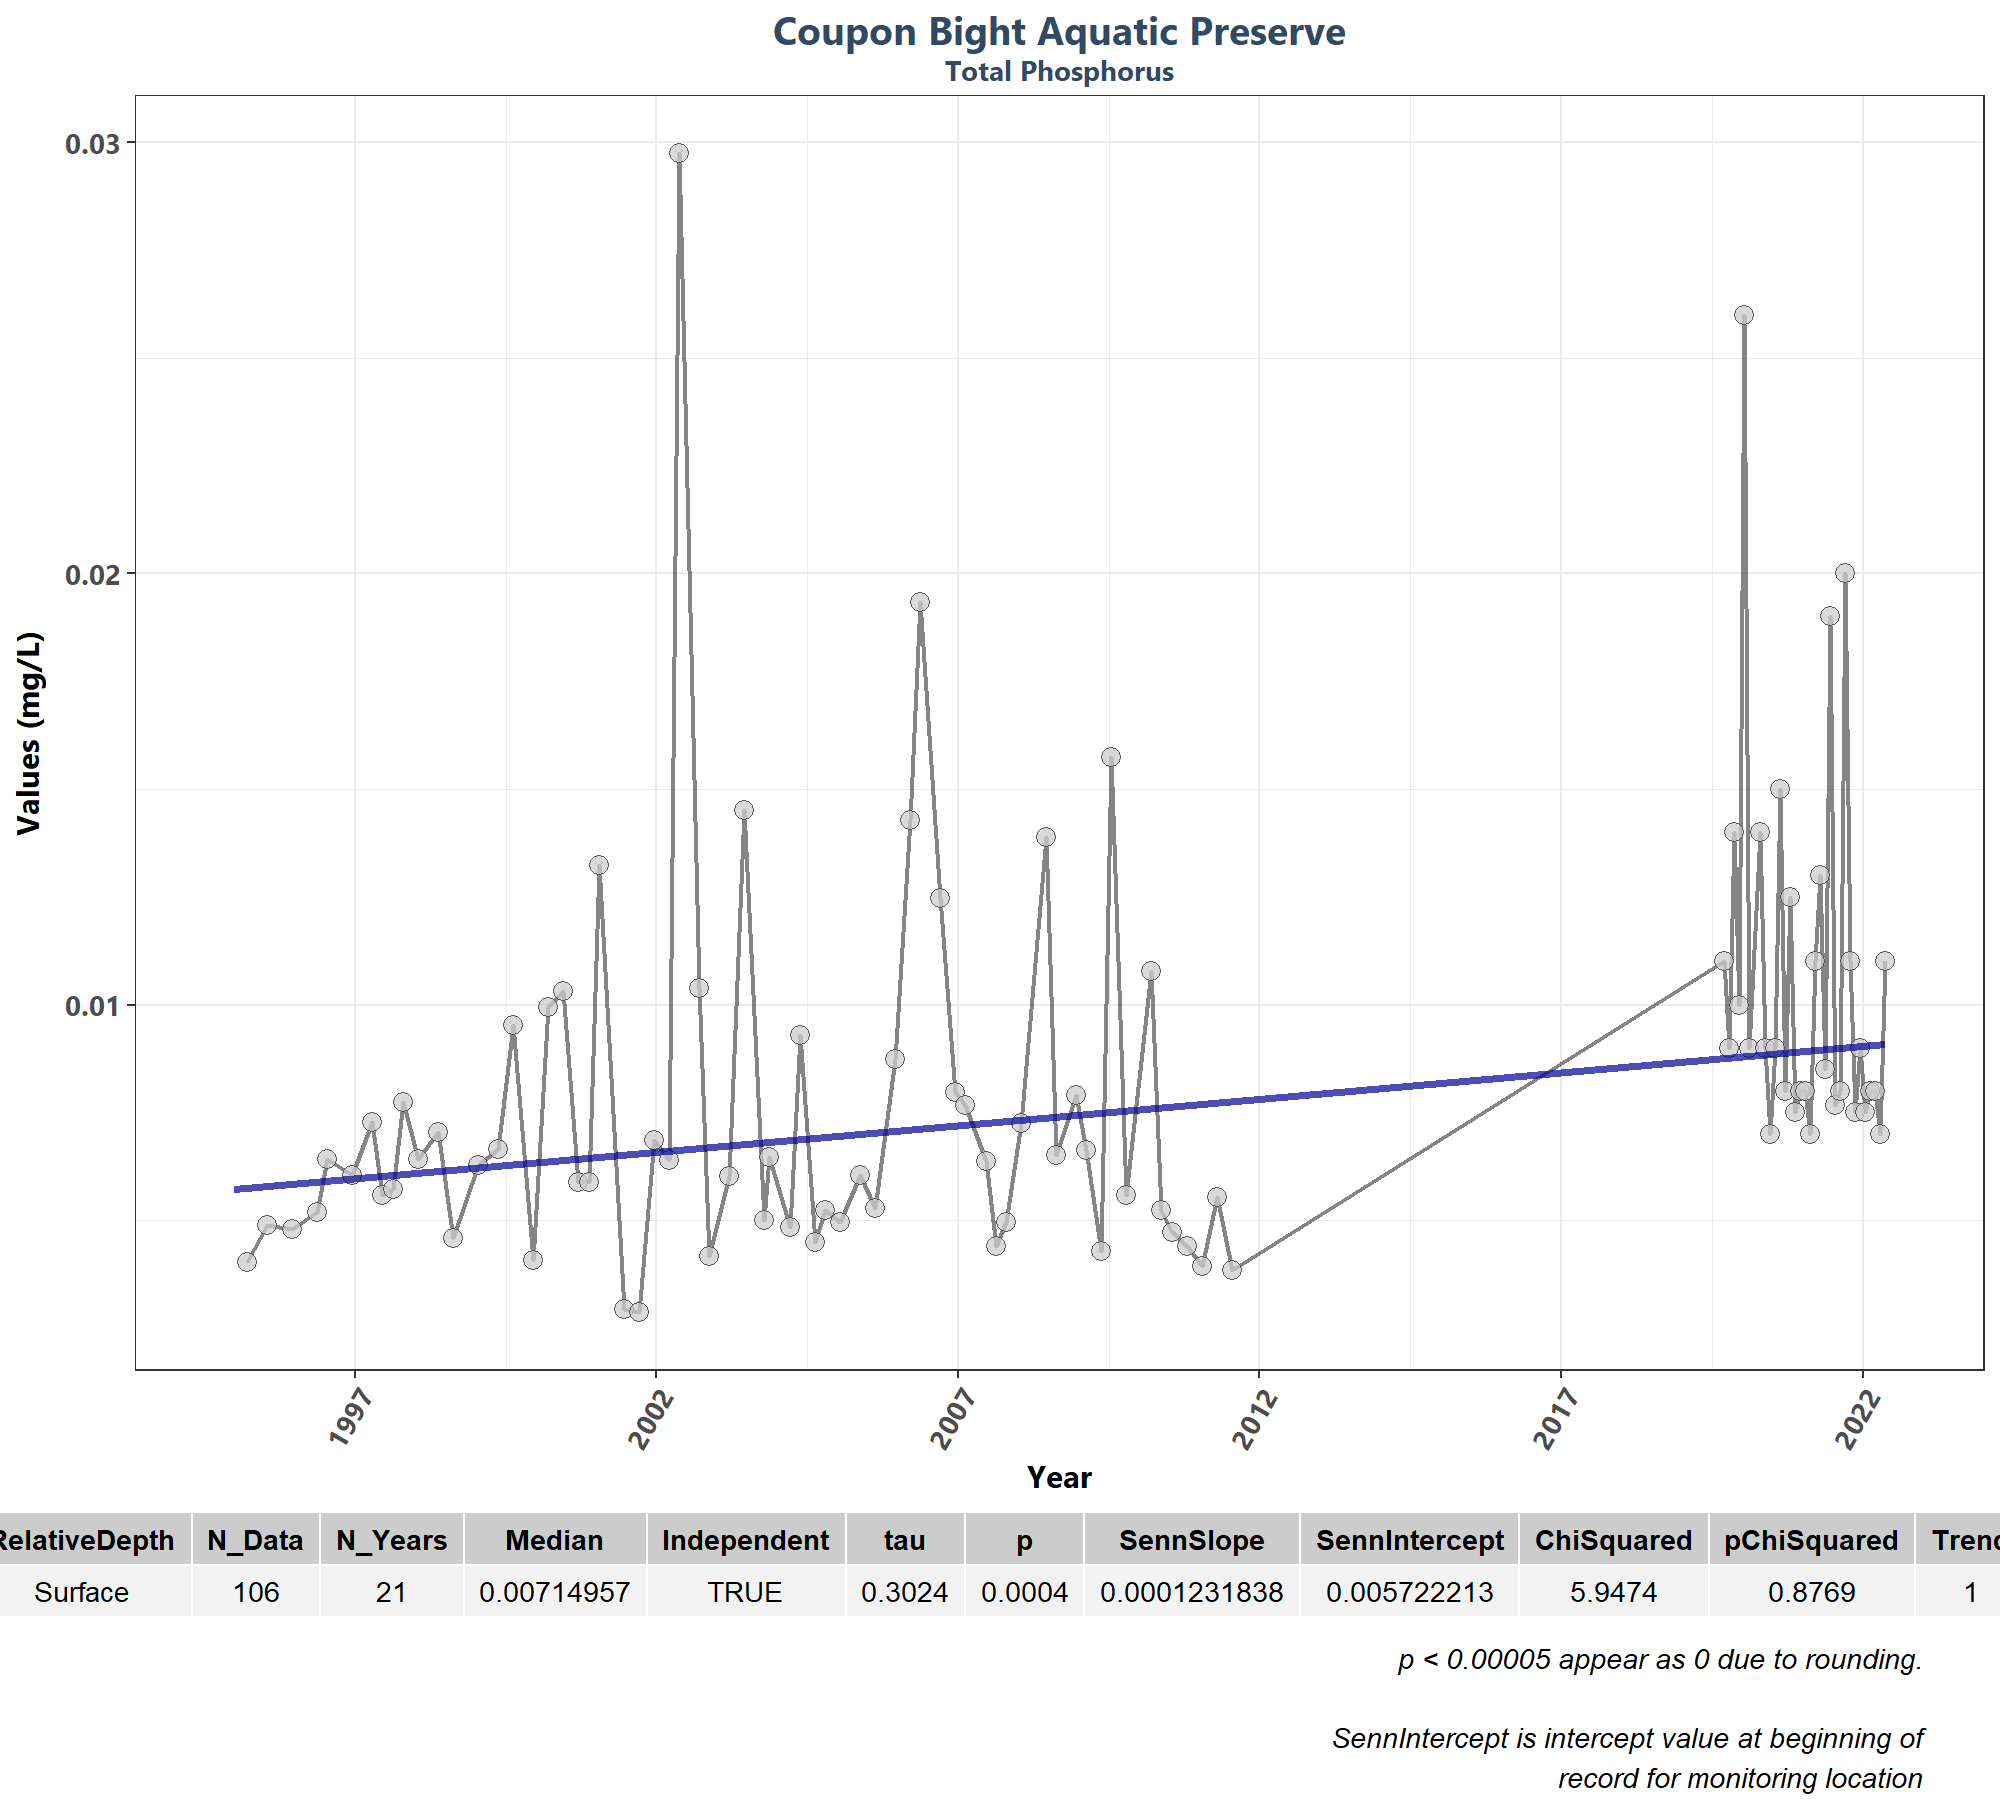 Coupon Bight Aquatic Preserve
Total Phosphorus
Values (mg/L)
0.03
0.02
0.01
1997 2002 2007 2012 2017 2022
Year
RelativeDepth N_Data N_Years Median Independent tau p SennSlope SennIntercept ChiSquared pChiSquared Trend
Surface 106 21 0.00714957 TRUE 0.3024 0.0004 0.0001231838 0.005722213 5.9474 0.8769 1
p < 0.00005 appear as 0 due to rounding.
SennIntercept is intercept value at beginning of
record for monitoring location